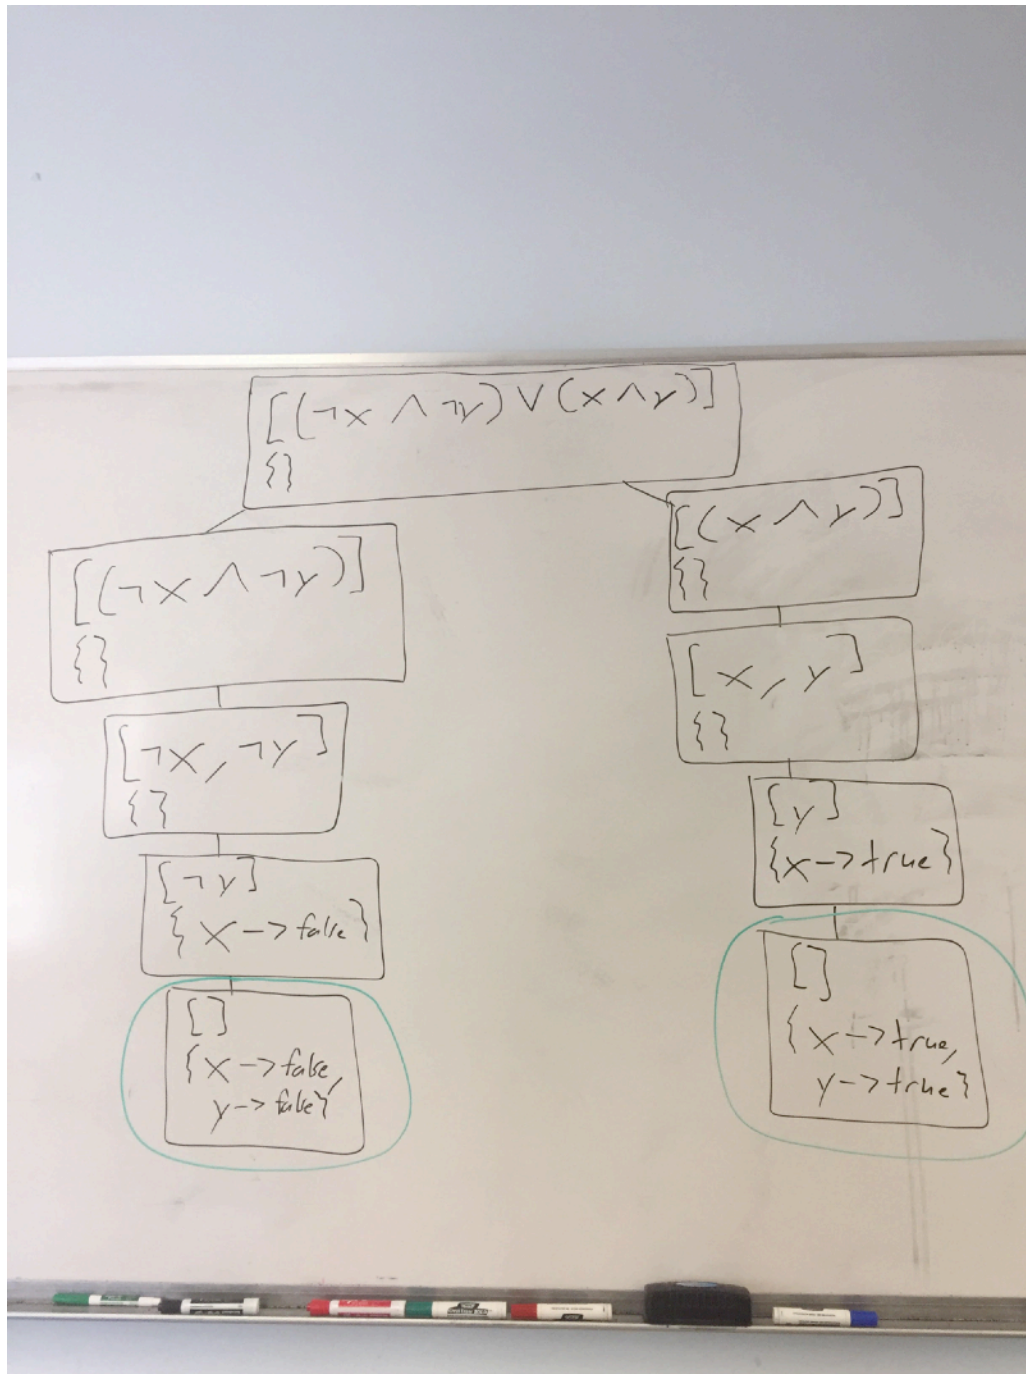 [(¬x ∧ ¬y) ∨ (x ∧ y)]
{}
[(¬x ∧ ¬y)]
{}
[¬x, ¬y]
{}
[¬y]
{x -> false}
[]
{x -> false,
y -> false}
[(x ∧ y)]
{}
[x, y]
{}
[y]
{x -> true}
[]
{x -> true,
y -> true}